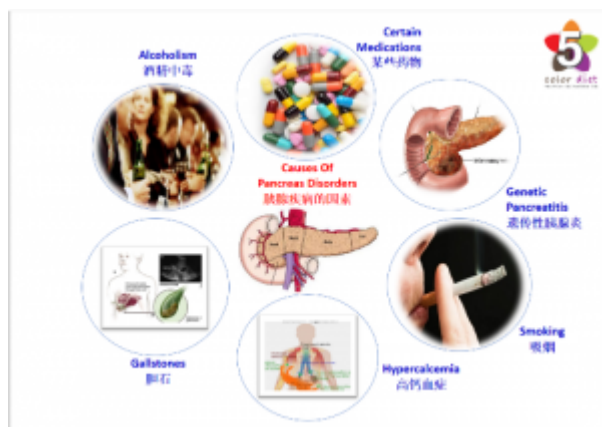 Certain
Medications
某些药物
Alcoholism
酒精中毒
5
color diet
Causes Of
Pancreas Disorders
胰腺疾病的因素
Genetic
Pancreatitis
遗传性胰腺炎
Smoking
吸烟
Gallstones
胆石
Hypercalcemia
高钙血症